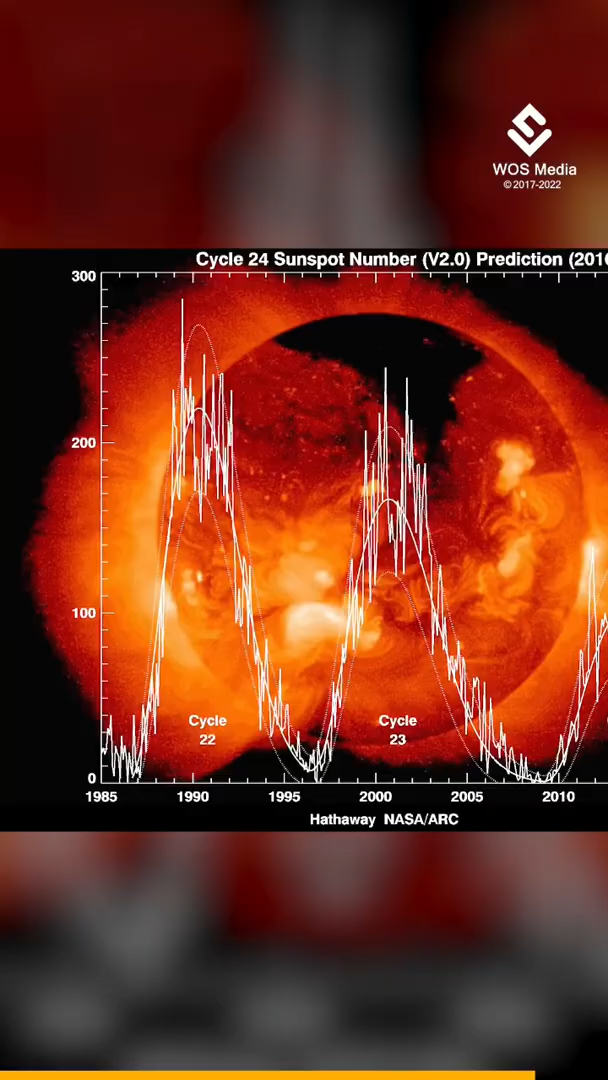 WOS Media
©2017-2022
Cycle 24 Sunspot Number (V2.0) Prediction (201
300
200
100
0
Cycle
22
Cycle
23
1985
1990
1995
2000
2005
2010
Hathaway NASA/ARC